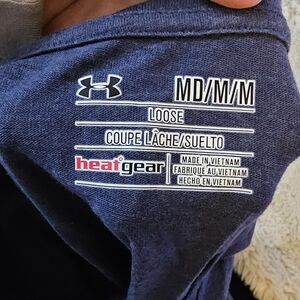 MD/M/M
LOOSE
COUPE LÂCHE/SUELTO
heatgear
MADE IN VIETNAM
FABRIQUÉ AU VIETNAM
HECHO EN VIETNAM